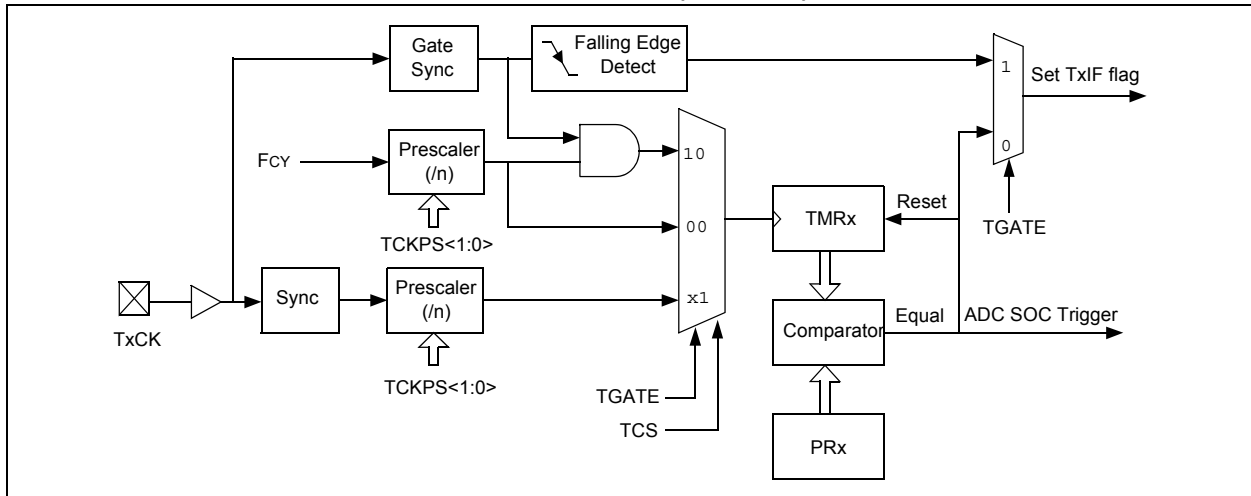 Gate
Sync
Falling Edge
Detect
1
Set TxIF flag
0
TGATE
FCY
Prescaler
(/n)
10
TCKPS<1:0>
00
TMRx
Reset
TxCK
Sync
Prescaler
(/n)
x1
TCKPS<1:0>
Comparator
Equal
ADC SOC Trigger
TGATE
TCS
PRx